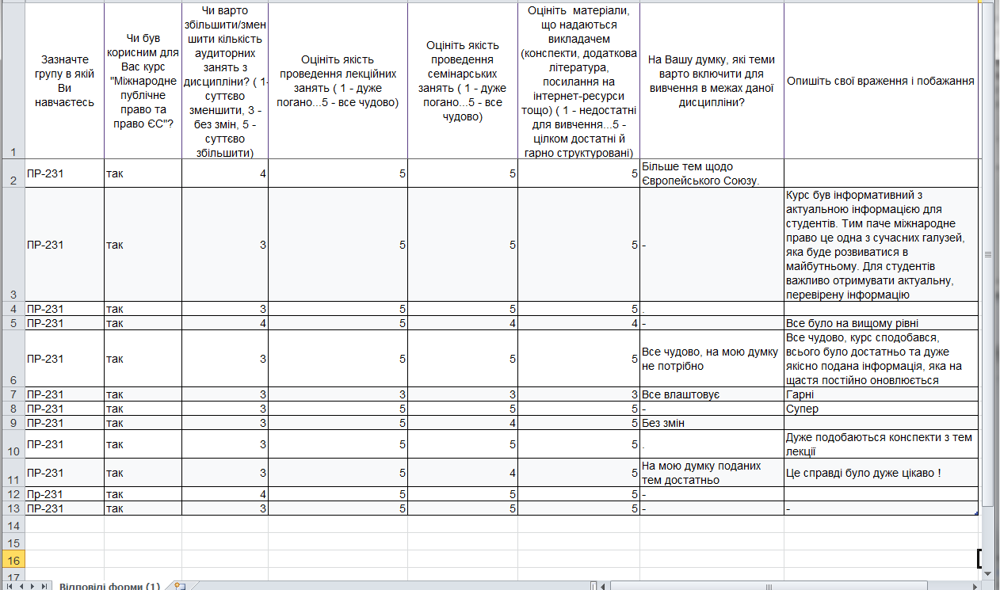 Зазначте
групу в якій
Ви
навчаєтесь
Чи був
корисним для
Вас курс
"Міжнародне
публічне
право та
право ЄС"?
Чи варто
збільшити/змен
шити кількість
аудиторних
занять з
дисципліни? ( 1-
суттєво
зменшити, 3 -
без змін, 5 -
суттєво
збільшити)
Оцініть якість
проведення лекційних
занять ( 1 - дуже
погано...5 - все чудово)
Оцініть якість
проведення
семінарських
занять ( 1 - дуже
погано...5 - все
чудово)
Оцініть матеріали,
що надаються
викладачем
(конспекти, додаткова
література,
посилання на
інтернет-ресурси
тощо) ( 1 - недостатні
для вивчення...5 -
цілком достатні й
гарно структуровані)
На Вашу думку, які теми
варто включити для
вивчення в межах даної
дисципліни?
Опишіть свої враження і побажання
1
2 ПР-231 так 4 5 5 5 Більше тем щодо
Європейського Союзу.
3 ПР-231 так 3 5 5 5 -
Курс був інформативний з
актуальною інформацією для
студентів. Тим паче міжнародне
право це одна з сучасних галузей,
яка буде розвиватися в
майбутньому. Для студентів
важливо отримувати актуальну,
перевірену інформацію
4 ПР-231 так 3 5 5 5 .
5 ПР-231 так 4 5 4 4 - Все було на вищому рівні
6 ПР-231 так 3 5 5 5 Все чудово, на мою думку
не потрібно
Все чудово, курс сподобався,
всього було достатньо та дуже
якісно подана інформація, яка на
щастя постійно оновлюється
7 ПР-231 так 3 3 3 3 Все влаштовує Гарні
8 ПР-231 так 3 5 5 5 - Супер
9 ПР-231 так 3 5 4 5 Без змін
10 ПР-231 так 3 5 5 5 . Дуже подобаються конспекти з тем
лекції
11 ПР-231 так 3 5 4 5 На мою думку поданих
тем достатньо
Це справді було дуже цікаво !
12 Пр-231 так 4 5 5 5 -
13 ПР-231 так 3 5 5 5 - -
14
15
16
17
Відповіді форми (1)